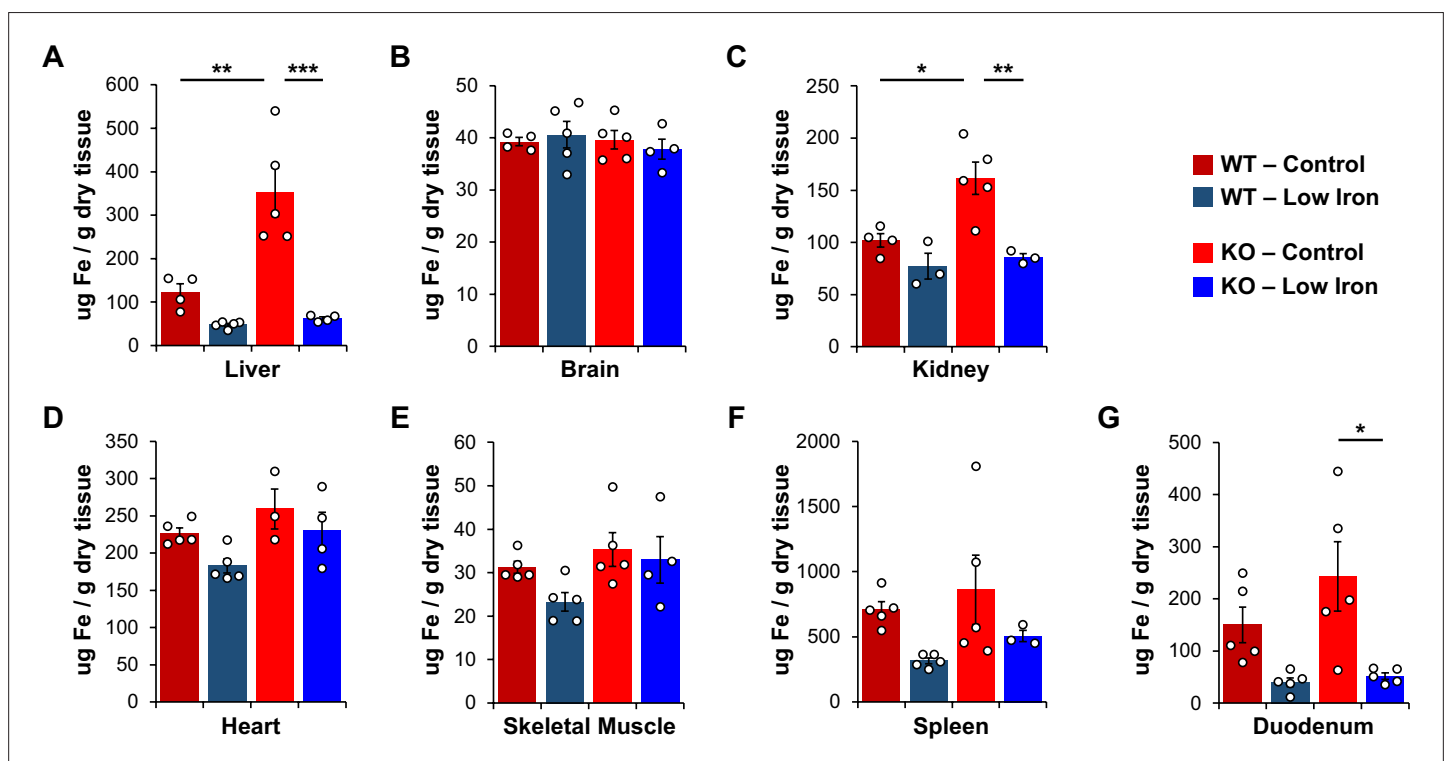 A
**
***
600
500
400
300
200
100
0
ug Fe / g dry tissue
Liver
B
50
40
30
20
10
0
ug Fe / g dry tissue
Brain
C
*
**
250
200
150
100
50
0
ug Fe / g dry tissue
Kidney
WT – Control
WT – Low Iron
KO – Control
KO – Low Iron
D
350
300
250
200
150
100
50
0
ug Fe / g dry tissue
Heart
E
60
50
40
30
20
10
0
ug Fe / g dry tissue
Skeletal Muscle
F
2000
1500
1000
500
0
ug Fe / g dry tissue
Spleen
G
*
500
400
300
200
100
0
ug Fe / g dry tissue
Duodenum